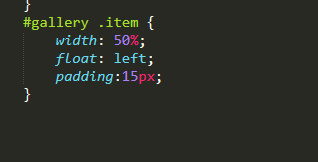 }
#gallery .item {
    width: 50%;
    float: left;
    padding:15px;
}